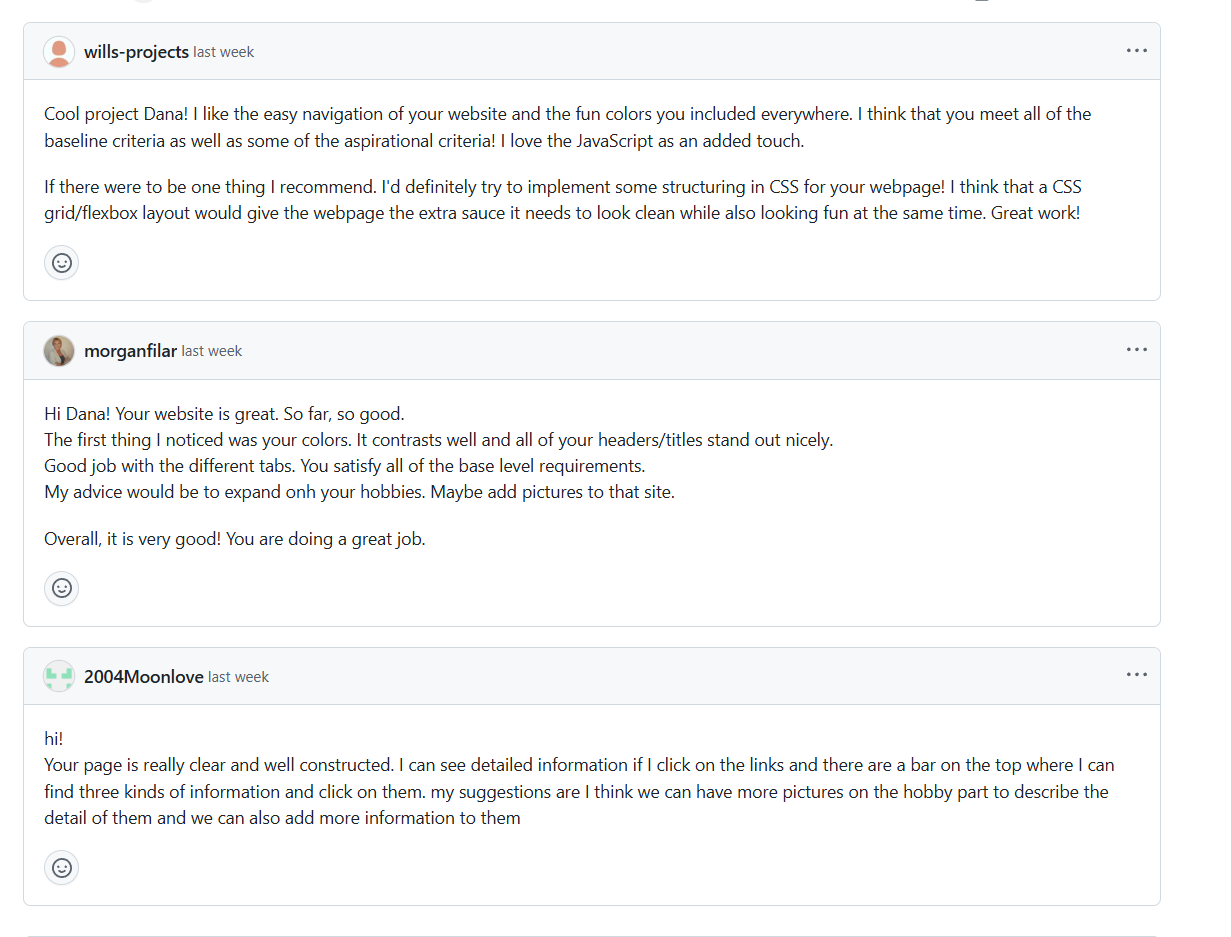 wills-projects last week
Cool project Dana! I like the easy navigation of your website and the fun colors you included everywhere. I think that you meet all of the
baseline criteria as well as some of the aspirational criteria! I love the JavaScript as an added touch.
If there were to be one thing I recommend. I'd definitely try to implement some structuring in CSS for your webpage! I think that a CSS
grid/flexbox layout would give the webpage the extra sauce it needs to look clean while also looking fun at the same time. Great work!
morganfilar last week
Hi Dana! Your website is great. So far, so good.
The first thing I noticed was your colors. It contrasts well and all of your headers/titles stand out nicely.
Good job with the different tabs. You satisfy all of the base level requirements.
My advice would be to expand onh your hobbies. Maybe add pictures to that site.
Overall, it is very good! You are doing a great job.
2004Moonlove last week
hi!
Your page is really clear and well constructed. I can see detailed information if I click on the links and there are a bar on the top where I can
find three kinds of information and click on them. my suggestions are I think we can have more pictures on the hobby part to describe the
detail of them and we can also add more information to them